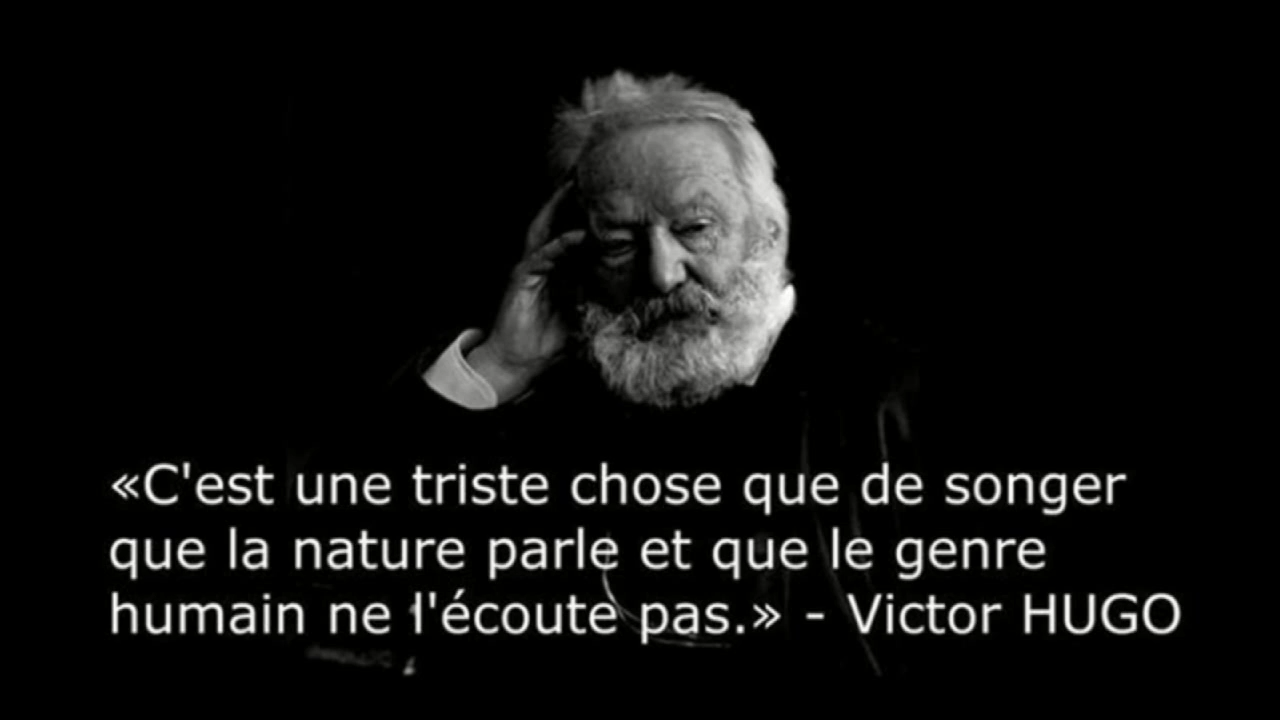 «C'est une triste chose que de songer
que la nature parle et que le genre
humain ne l'écoute pas.» - Victor HUGO